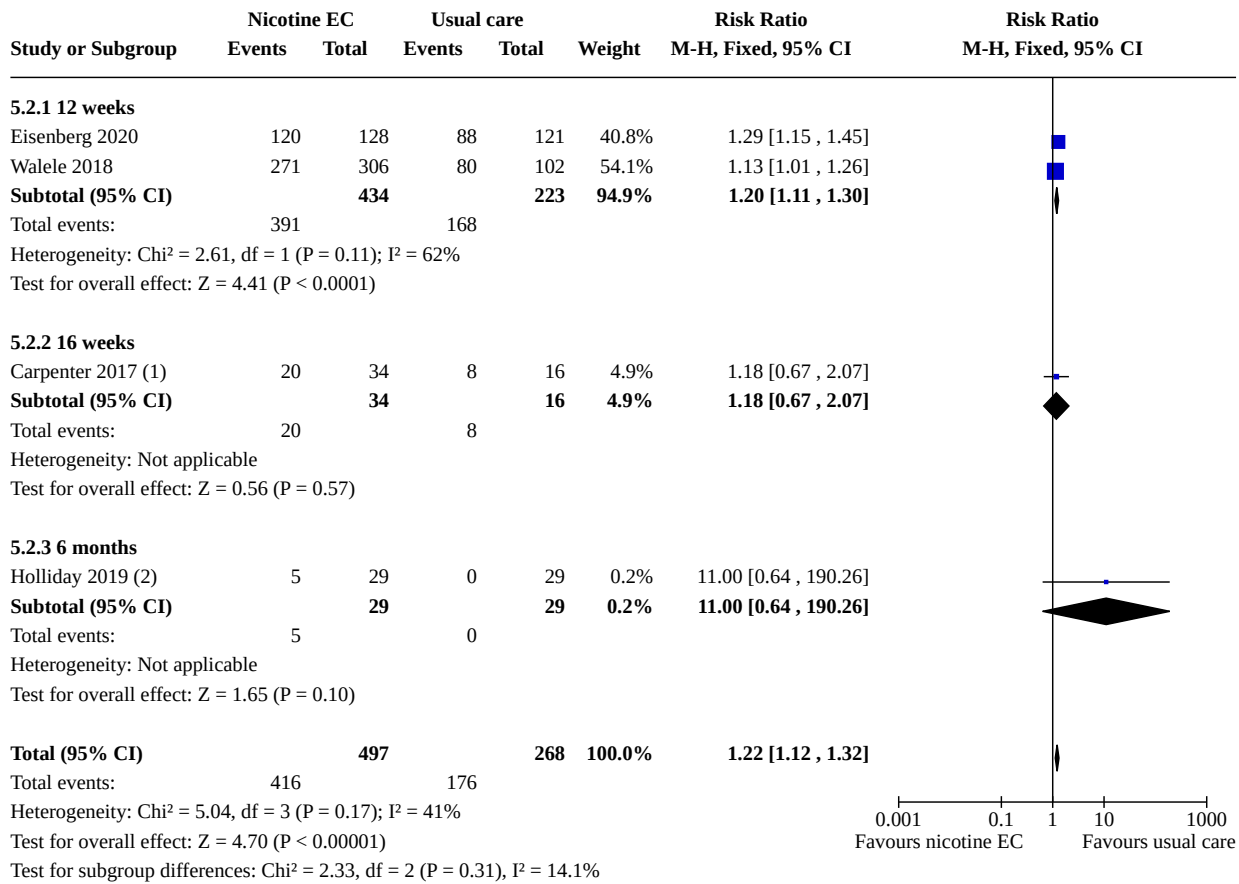 Nicotine EC Usual care Risk Ratio Risk Ratio
Study or Subgroup Events Total Events Total Weight M-H, Fixed, 95% CI M-H, Fixed, 95% CI
5.2.1 12 weeks
Eisenberg 2020 120 128 88 121 40.8% 1.29 [1.15 , 1.45]
Walele 2018 271 306 80 102 54.1% 1.13 [1.01 , 1.26]
Subtotal (95% CI) 434 223 94.9% 1.20 [1.11 , 1.30]
Total events: 391 168
Heterogeneity: Chi² = 2.61, df = 1 (P = 0.11); I² = 62%
Test for overall effect: Z = 4.41 (P < 0.0001)
5.2.2 16 weeks
Carpenter 2017 (1) 20 34 8 16 4.9% 1.18 [0.67 , 2.07]
Subtotal (95% CI) 34 16 4.9% 1.18 [0.67 , 2.07]
Total events: 20 8
Heterogeneity: Not applicable
Test for overall effect: Z = 0.56 (P = 0.57)
5.2.3 6 months
Holliday 2019 (2) 5 29 0 29 0.2% 11.00 [0.64 , 190.26]
Subtotal (95% CI) 29 29 0.2% 11.00 [0.64 , 190.26]
Total events: 5 0
Heterogeneity: Not applicable
Test for overall effect: Z = 1.65 (P = 0.10)
Total (95% CI) 497 268 100.0% 1.22 [1.12 , 1.32]
Total events: 416 176
Heterogeneity: Chi² = 5.04, df = 3 (P = 0.17); I² = 41%
Test for overall effect: Z = 4.70 (P < 0.00001)
Test for subgroup differences: Chi² = 2.33, df = 2 (P = 0.31), I² = 14.1%
0.001 0.1 1 10 1000
Favours nicotine EC Favours usual care